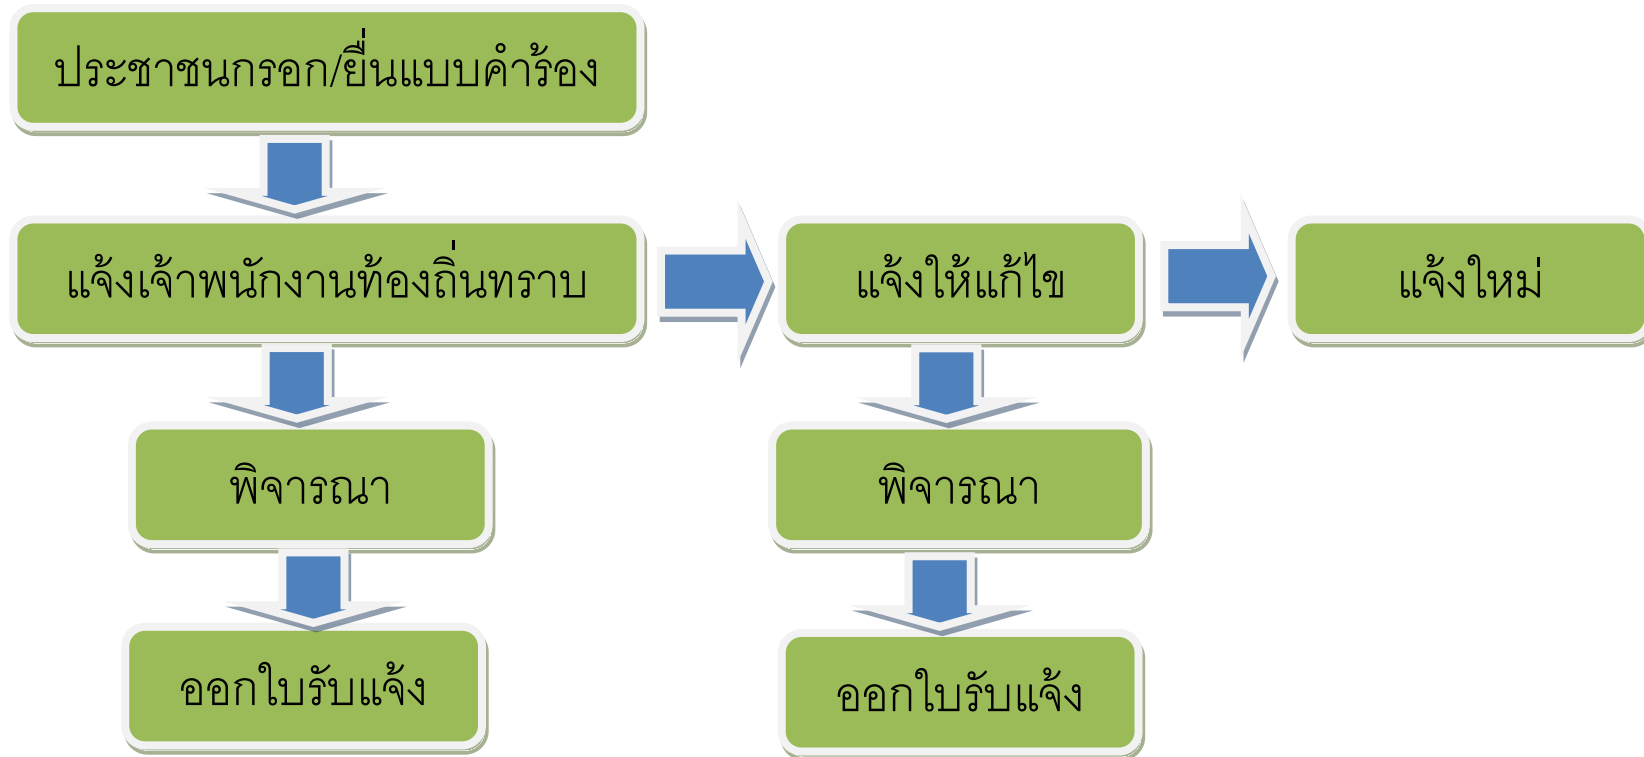 ประชาชนกรอก/ยื่นแบบคำร้อง
แจ้งเจ้าพนักงานท้องถิ่นทราบ
แจ้งให้แก้ไข
แจ้งใหม่
พิจารณา
พิจารณา
ออกใบรับแจ้ง
ออกใบรับแจ้ง